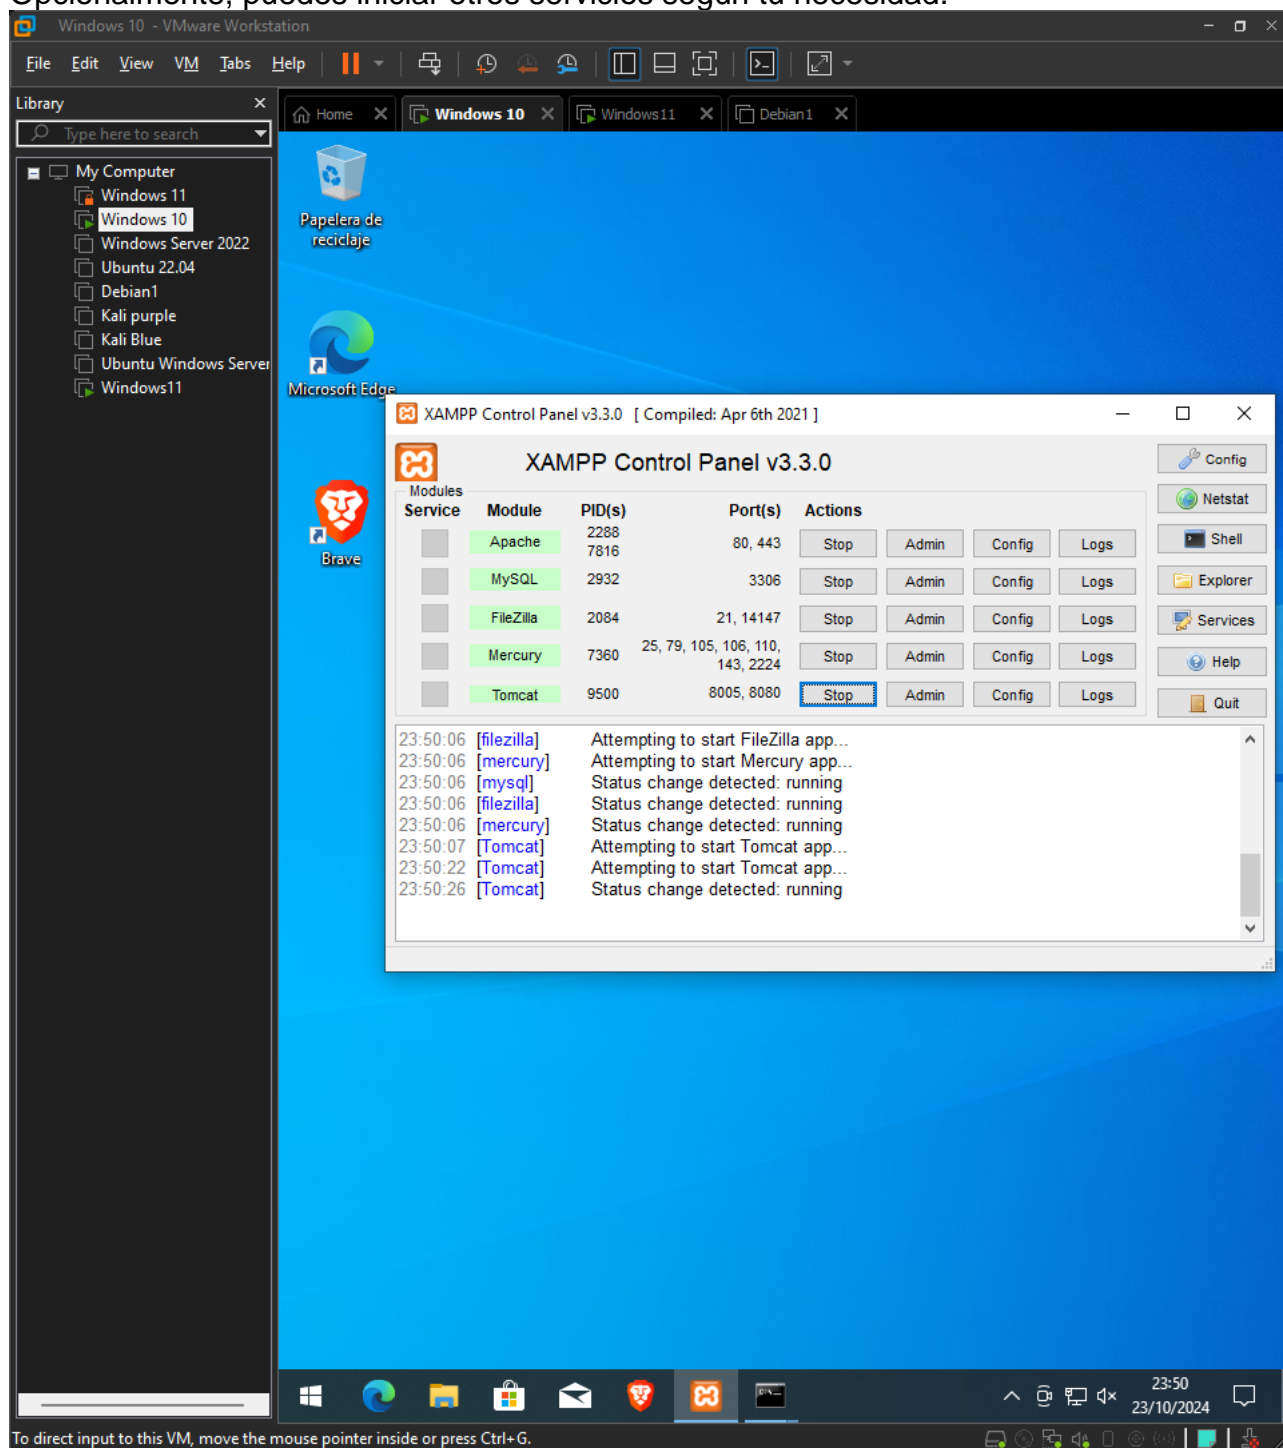 Opcionalmente, puedes iniciar otros servicios según tu necesidad.
Windows 10 - VMware Workstation
File Edit View VM Tabs Help
Library
Type here to search
My Computer
Windows 11
Windows 10
Windows Server 2022
Ubuntu 22.04
Debian1
Kali purple
Kali Blue
Ubuntu Windows Server
Windows11
Home Windows 10 Windows11 Debian1
Papelera de
reciclaje
Microsoft Edge
Brave
XAMPP Control Panel v3.3.0 [ Compiled: Apr 6th 2021 ]
XAMPP Control Panel v3.3.0
Modules
Service Module PID(s) Port(s) Actions
Apache 2288 7816 80, 443 Stop Admin Config Logs
MySQL 2932 3306 Stop Admin Config Logs
FileZilla 2084 21, 14147 Stop Admin Config Logs
Mercury 7360 25, 79, 105, 106, 110, 143, 2224 Stop Admin Config Logs
Tomcat 9500 8005, 8080 Stop Admin Config Logs
Config
Netstat
Shell
Explorer
Services
Help
Quit
23:50:06 [filezilla] Attempting to start FileZilla app...
23:50:06 [mercury] Attempting to start Mercury app...
23:50:06 [mysql] Status change detected: running
23:50:06 [filezilla] Status change detected: running
23:50:06 [mercury] Status change detected: running
23:50:07 [Tomcat] Attempting to start Tomcat app...
23:50:22 [Tomcat] Attempting to start Tomcat app...
23:50:26 [Tomcat] Status change detected: running
23:50
23/10/2024
To direct input to this VM, move the mouse pointer inside or press Ctrl+G.